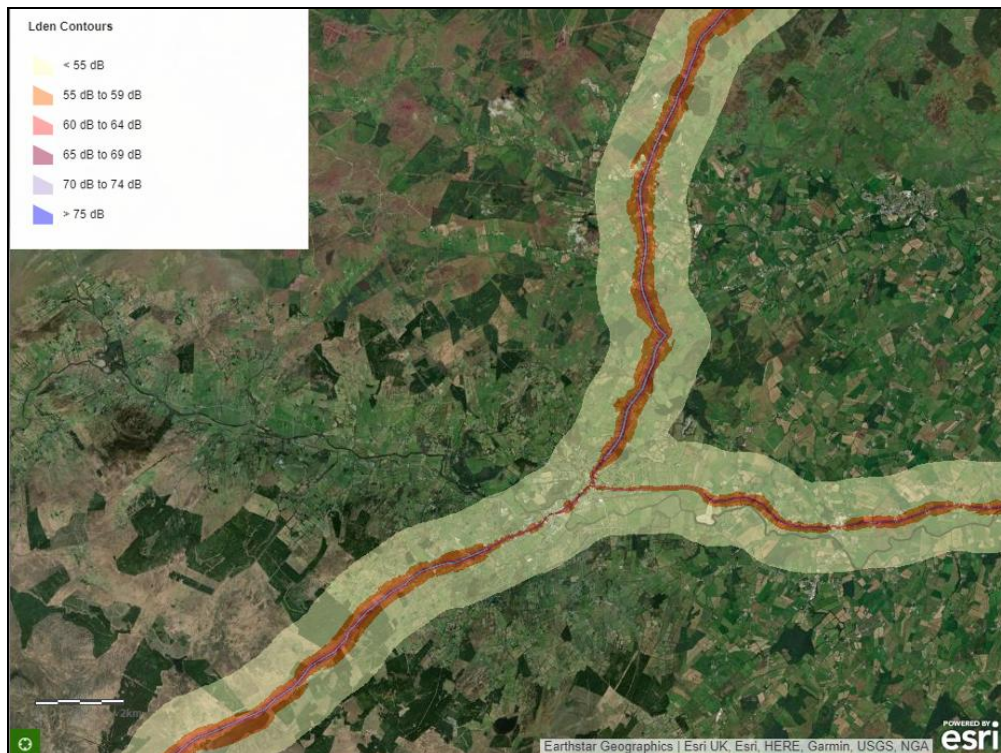 Lden Contours
< 55 dB
55 dB to 59 dB
60 dB to 64 dB
65 dB to 69 dB
70 dB to 74 dB
> 75 dB
2km
POWERED BY
esri
Earthstar Geographics | Esri UK, Esri, HERE, Garmin, USGS, NGA